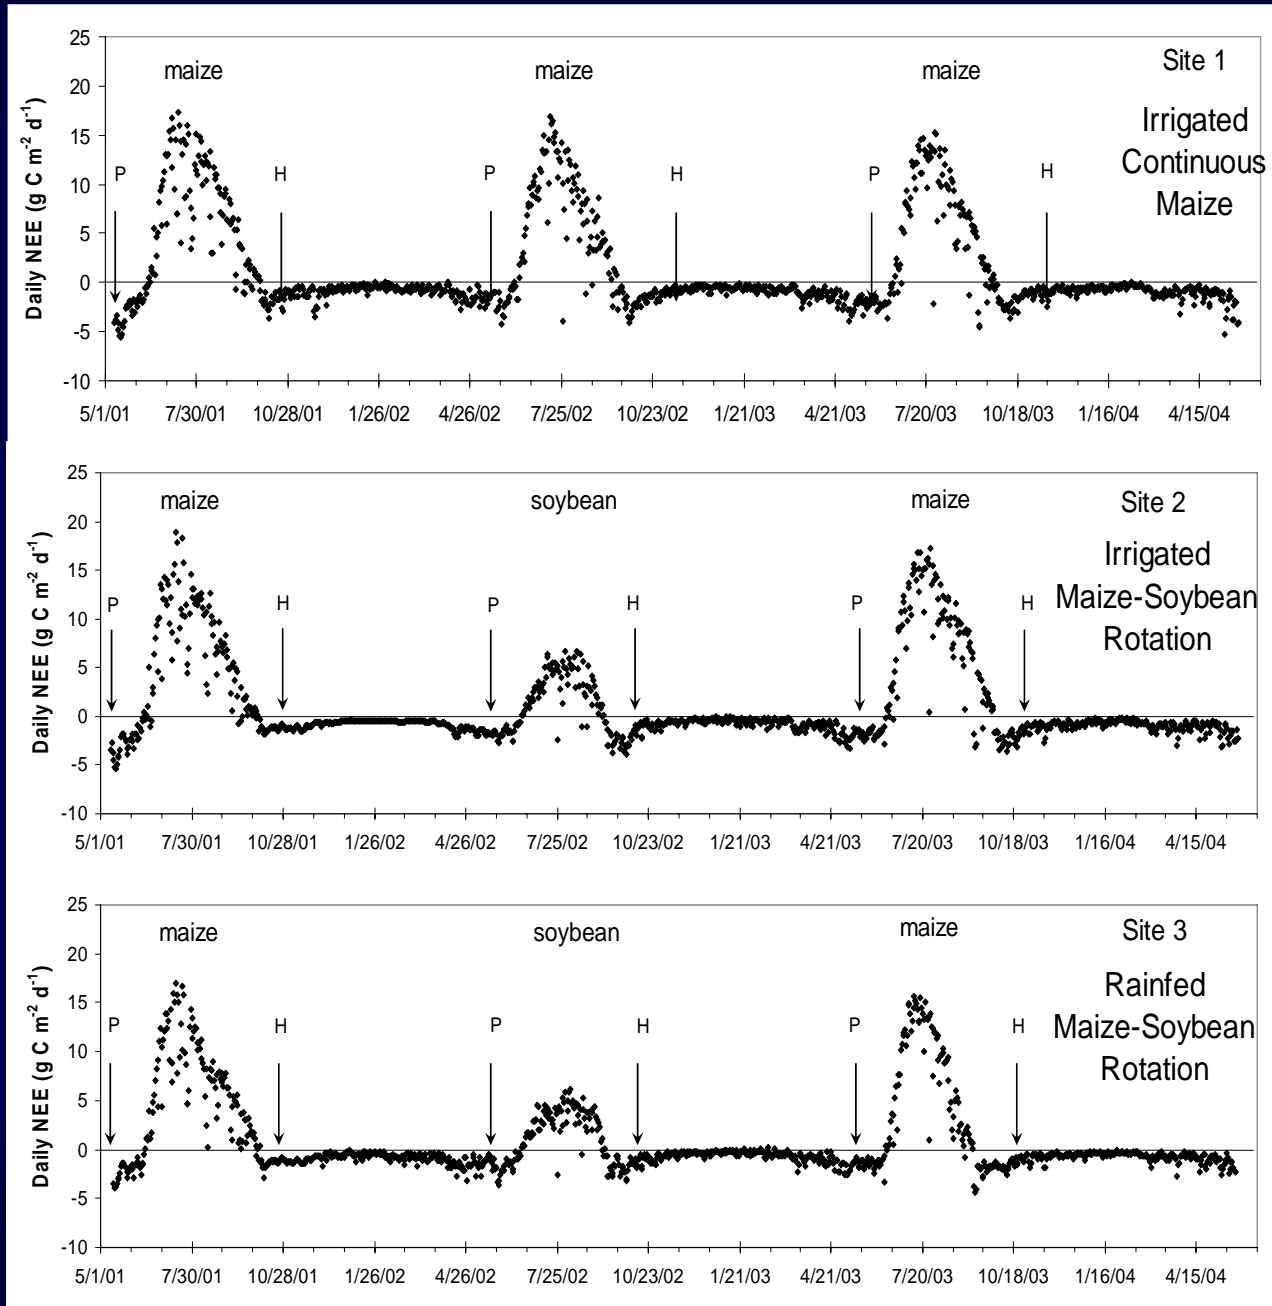 25
20
15
10
5
0
-5
-10
Daily NEE (g C m⁻² d⁻¹)
maize
maize
maize
Site 1
Irrigated
Continuous
Maize
P
H
P
H
P
H
5/1/01 7/30/01 10/28/01 1/26/02 4/26/02 7/25/02 10/23/02 1/21/03 4/21/03 7/20/03 10/18/03 1/16/04 4/15/04
25
20
15
10
5
0
-5
-10
Daily NEE (g C m⁻² d⁻¹)
maize
soybean
maize
Site 2
Irrigated
Maize-Soybean
Rotation
P
H
P
H
P
H
5/1/01 7/30/01 10/28/01 1/26/02 4/26/02 7/25/02 10/23/02 1/21/03 4/21/03 7/20/03 10/18/03 1/16/04 4/15/04
25
20
15
10
5
0
-5
-10
Daily NEE (g C m⁻² d⁻¹)
maize
soybean
maize
Site 3
Rainfed
Maize-Soybean
Rotation
P
H
P
H
P
H
5/1/01 7/30/01 10/28/01 1/26/02 4/26/02 7/25/02 10/23/02 1/21/03 4/21/03 7/20/03 10/18/03 1/16/04 4/15/04